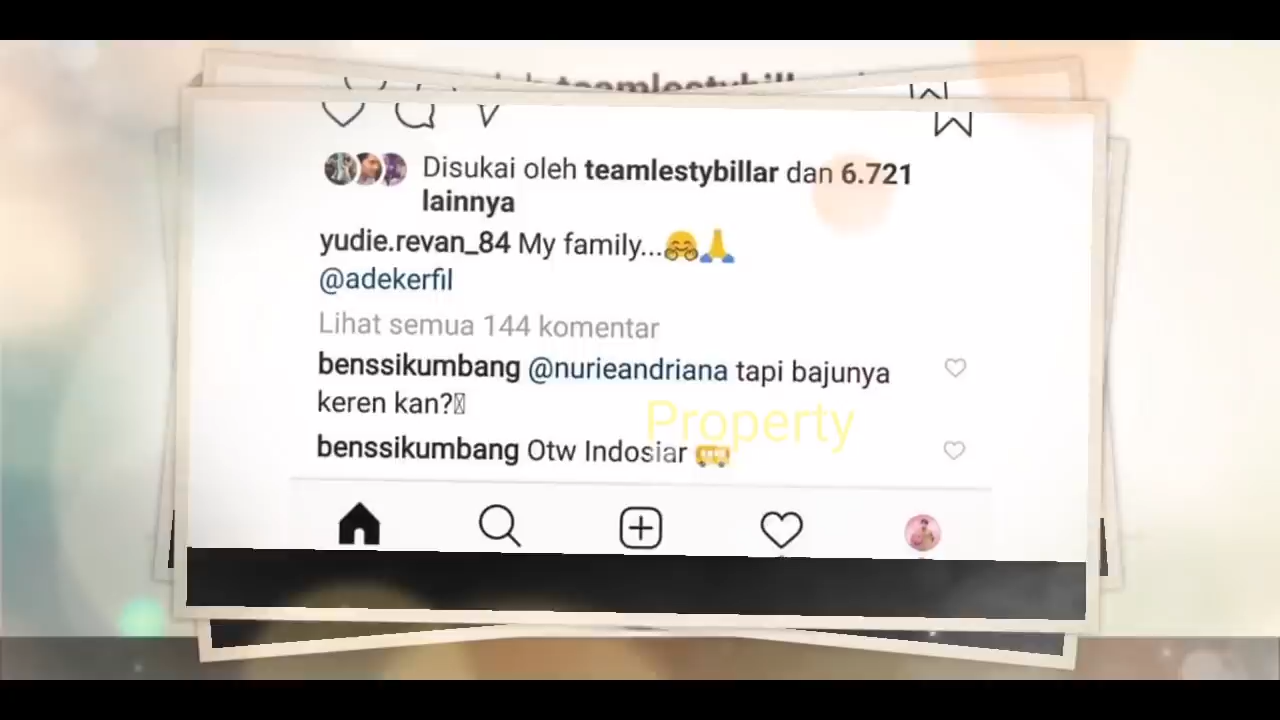 Disukai oleh teamlestybillar dan 6.721
lainnya
yudie.revan_84 My family...🤗🙏
@adekerfil
Lihat semua 144 komentar
benssikumbang @nurieandriana tapi bajunya
keren kan?
Property
benssikumbang Otw Indosiar 🚌